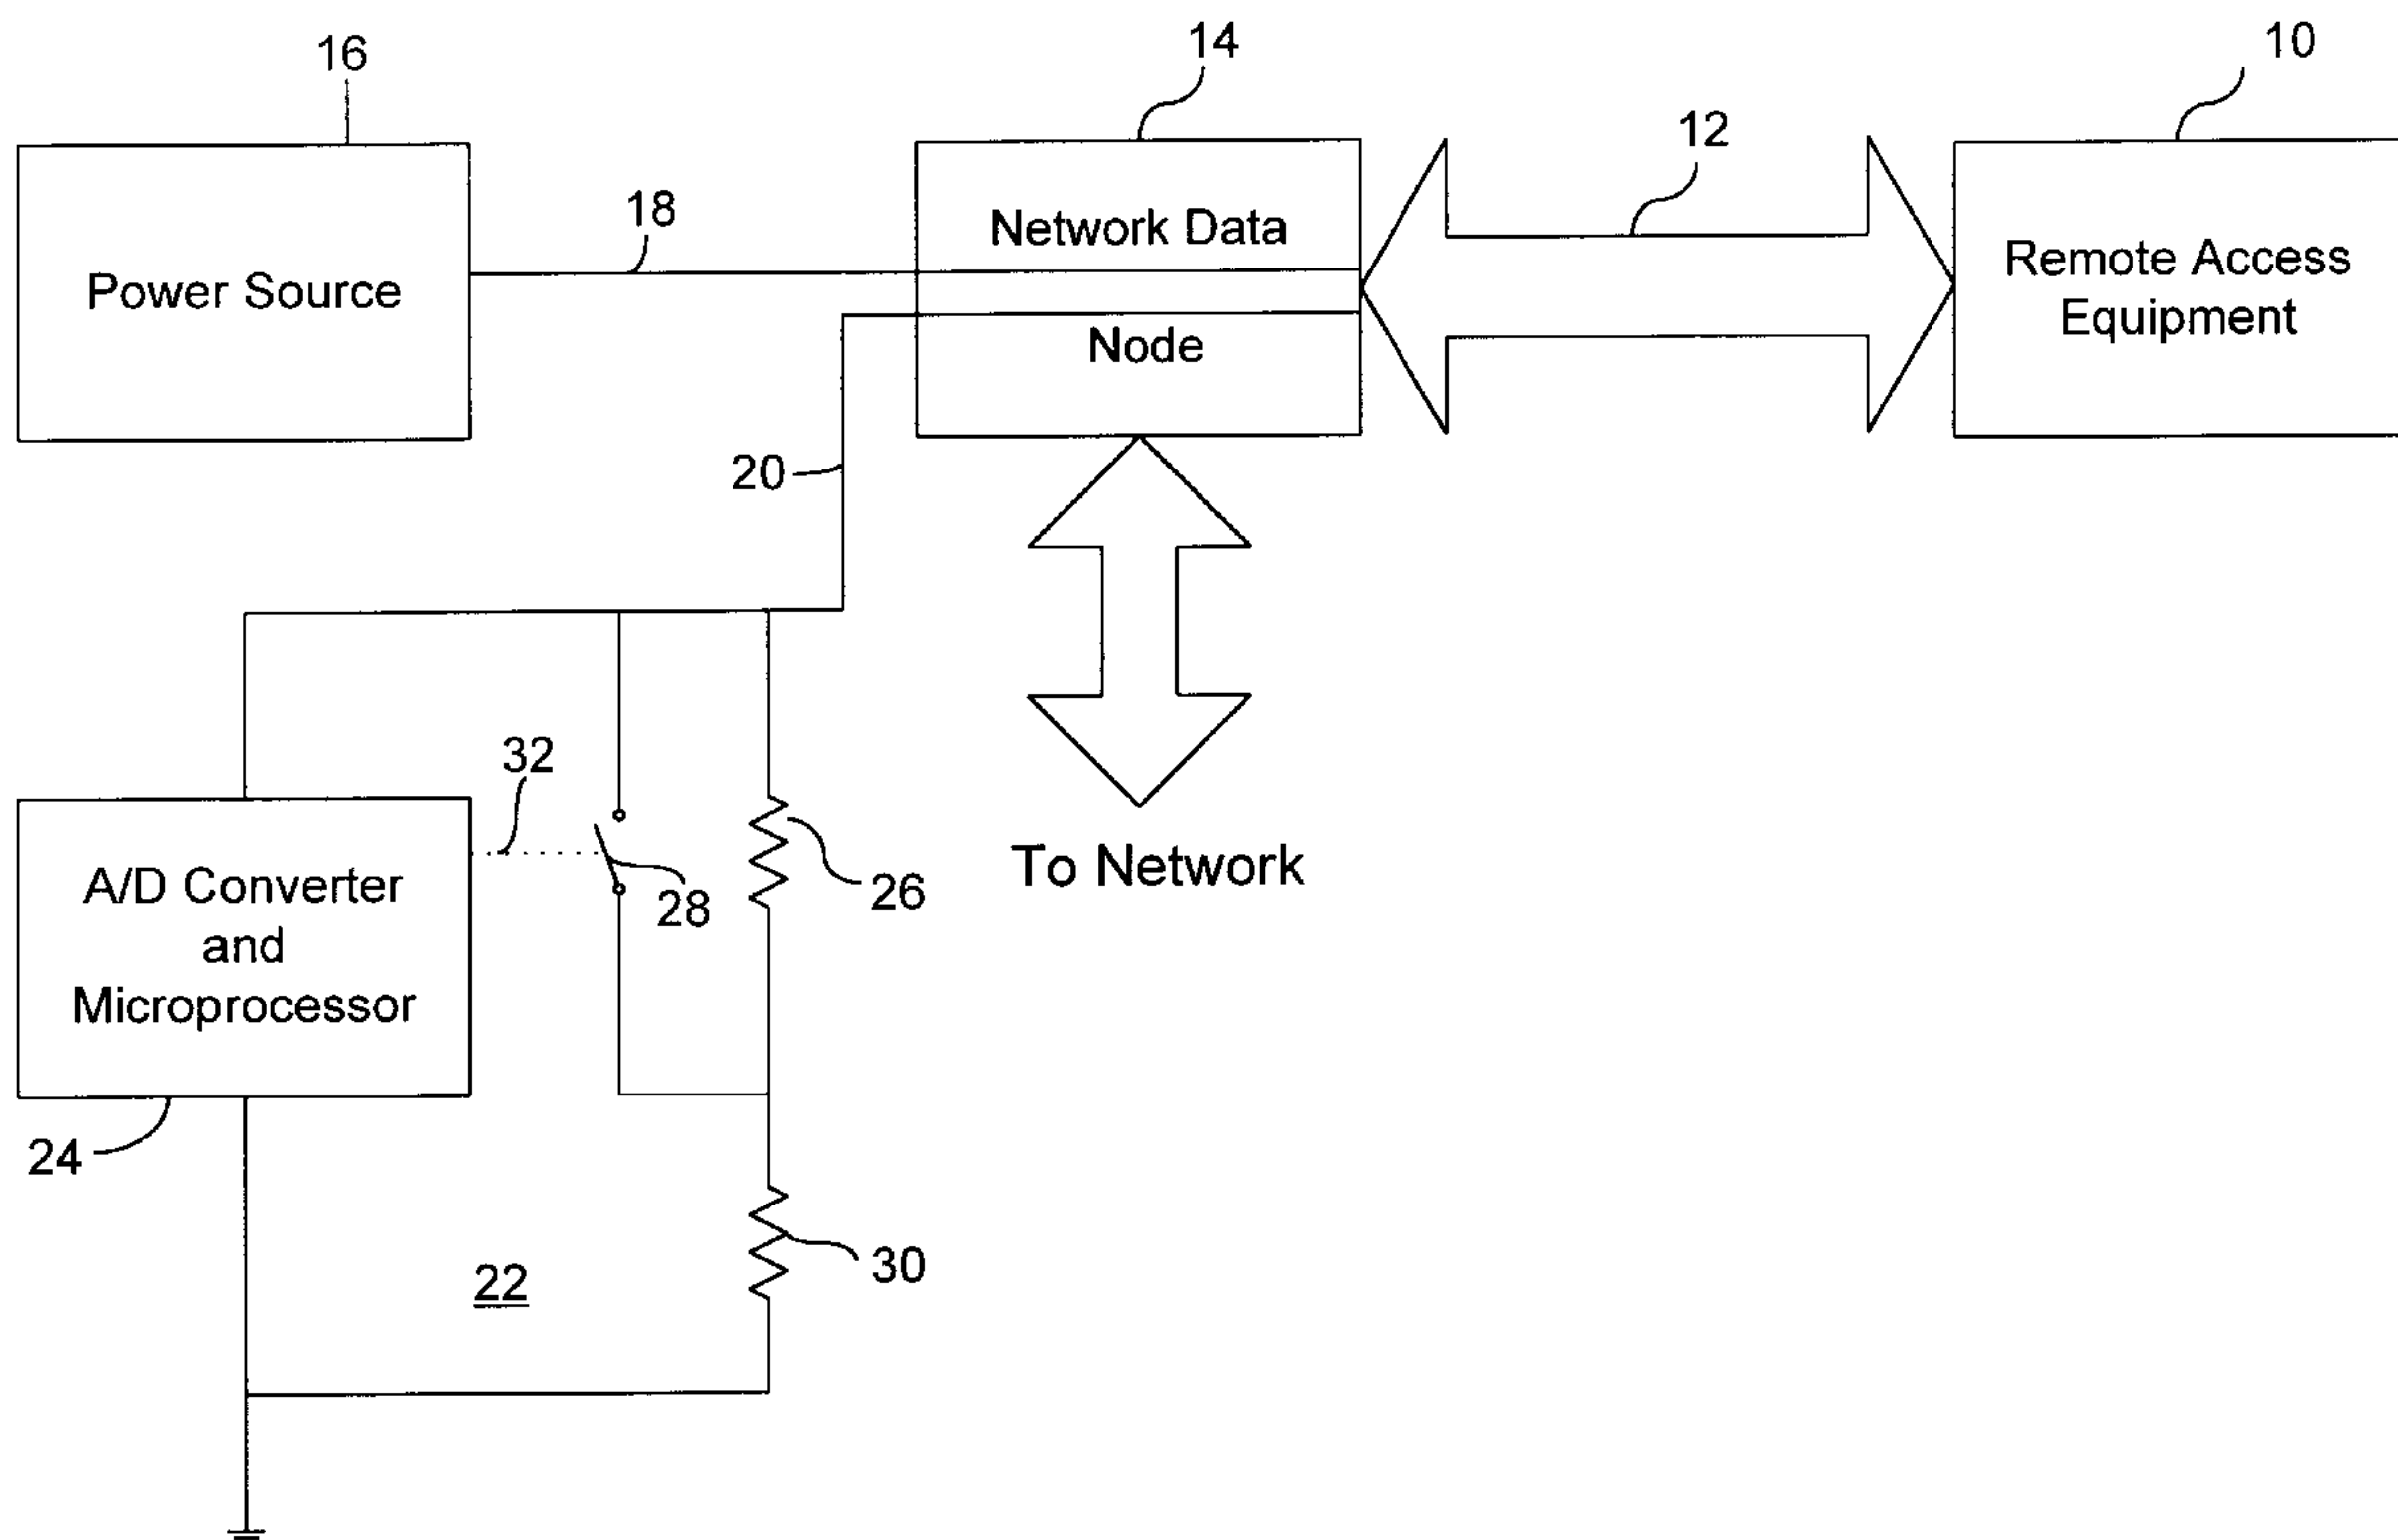 16
14
10
12
18
Power Source
Network Data
Node
Remote Access
Equipment
20
32
28
26
To Network
A/D Converter
and
Microprocessor
24
30
22